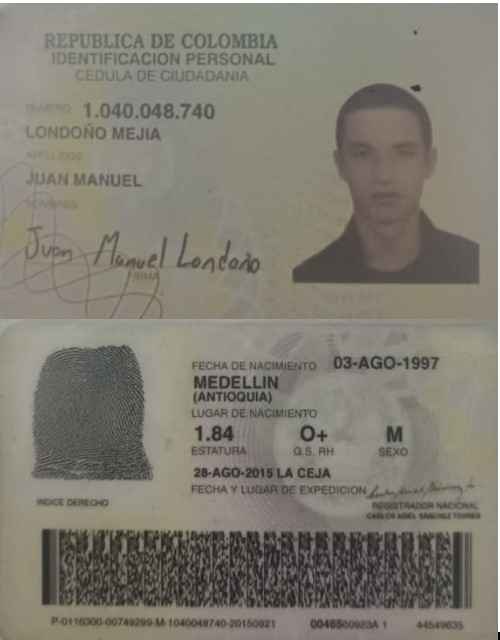 REPUBLICA DE COLOMBIA
IDENTIFICACION PERSONAL
CEDULA DE CIUDADANIA
NUMERO 1.040.048.740
LONDOÑO MEJIA
APELLIDOS
JUAN MANUEL
NOMBRES
Juan Manuel Londoño
FIRMA
FECHA DE NACIMIENTO 03-AGO-1997
MEDELLIN
(ANTIOQUIA)
LUGAR DE NACIMIENTO
1.84 O+ M
ESTATURA G.S. RH SEXO
28-AGO-2015 LA CEJA
FECHA Y LUGAR DE EXPEDICION
INDICE DERECHO
REGISTRADOR NACIONAL
CARLOS ARIEL SÁNCHEZ TORRES
P-0116300-00749299-M-1040048740-20150921 0046550923A 1 44549635